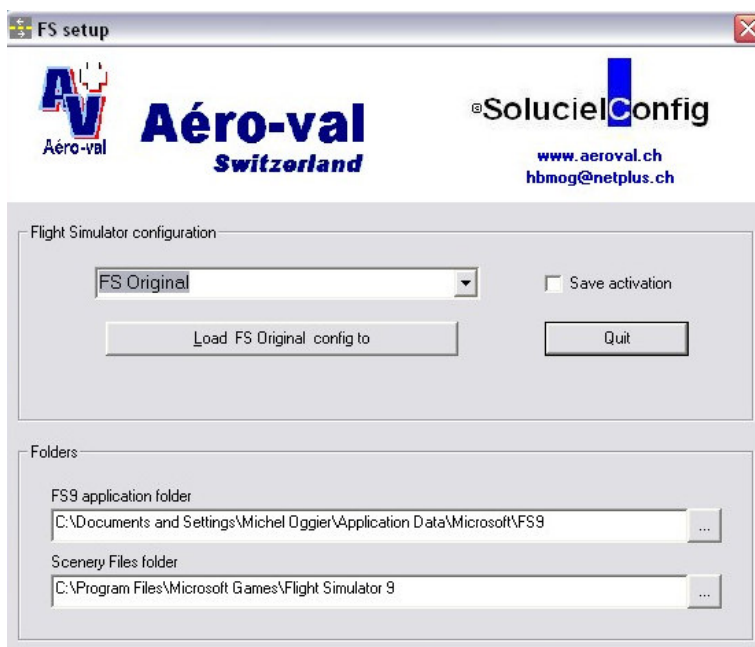 FS setup
AV
Aéro-val
Aéro-val
Switzerland
©SolucielConfig
www.aeroval.ch
hbmog@netplus.ch
Flight Simulator configuration
FS Original
Save activation
Load FS Original config to
Quit
Folders
FS9 application folder
C:\Documents and Settings\Michel Oggier\Application Data\Microsoft\FS9
...
Scenery Files folder
C:\Program Files\Microsoft Games\Flight Simulator 9
...